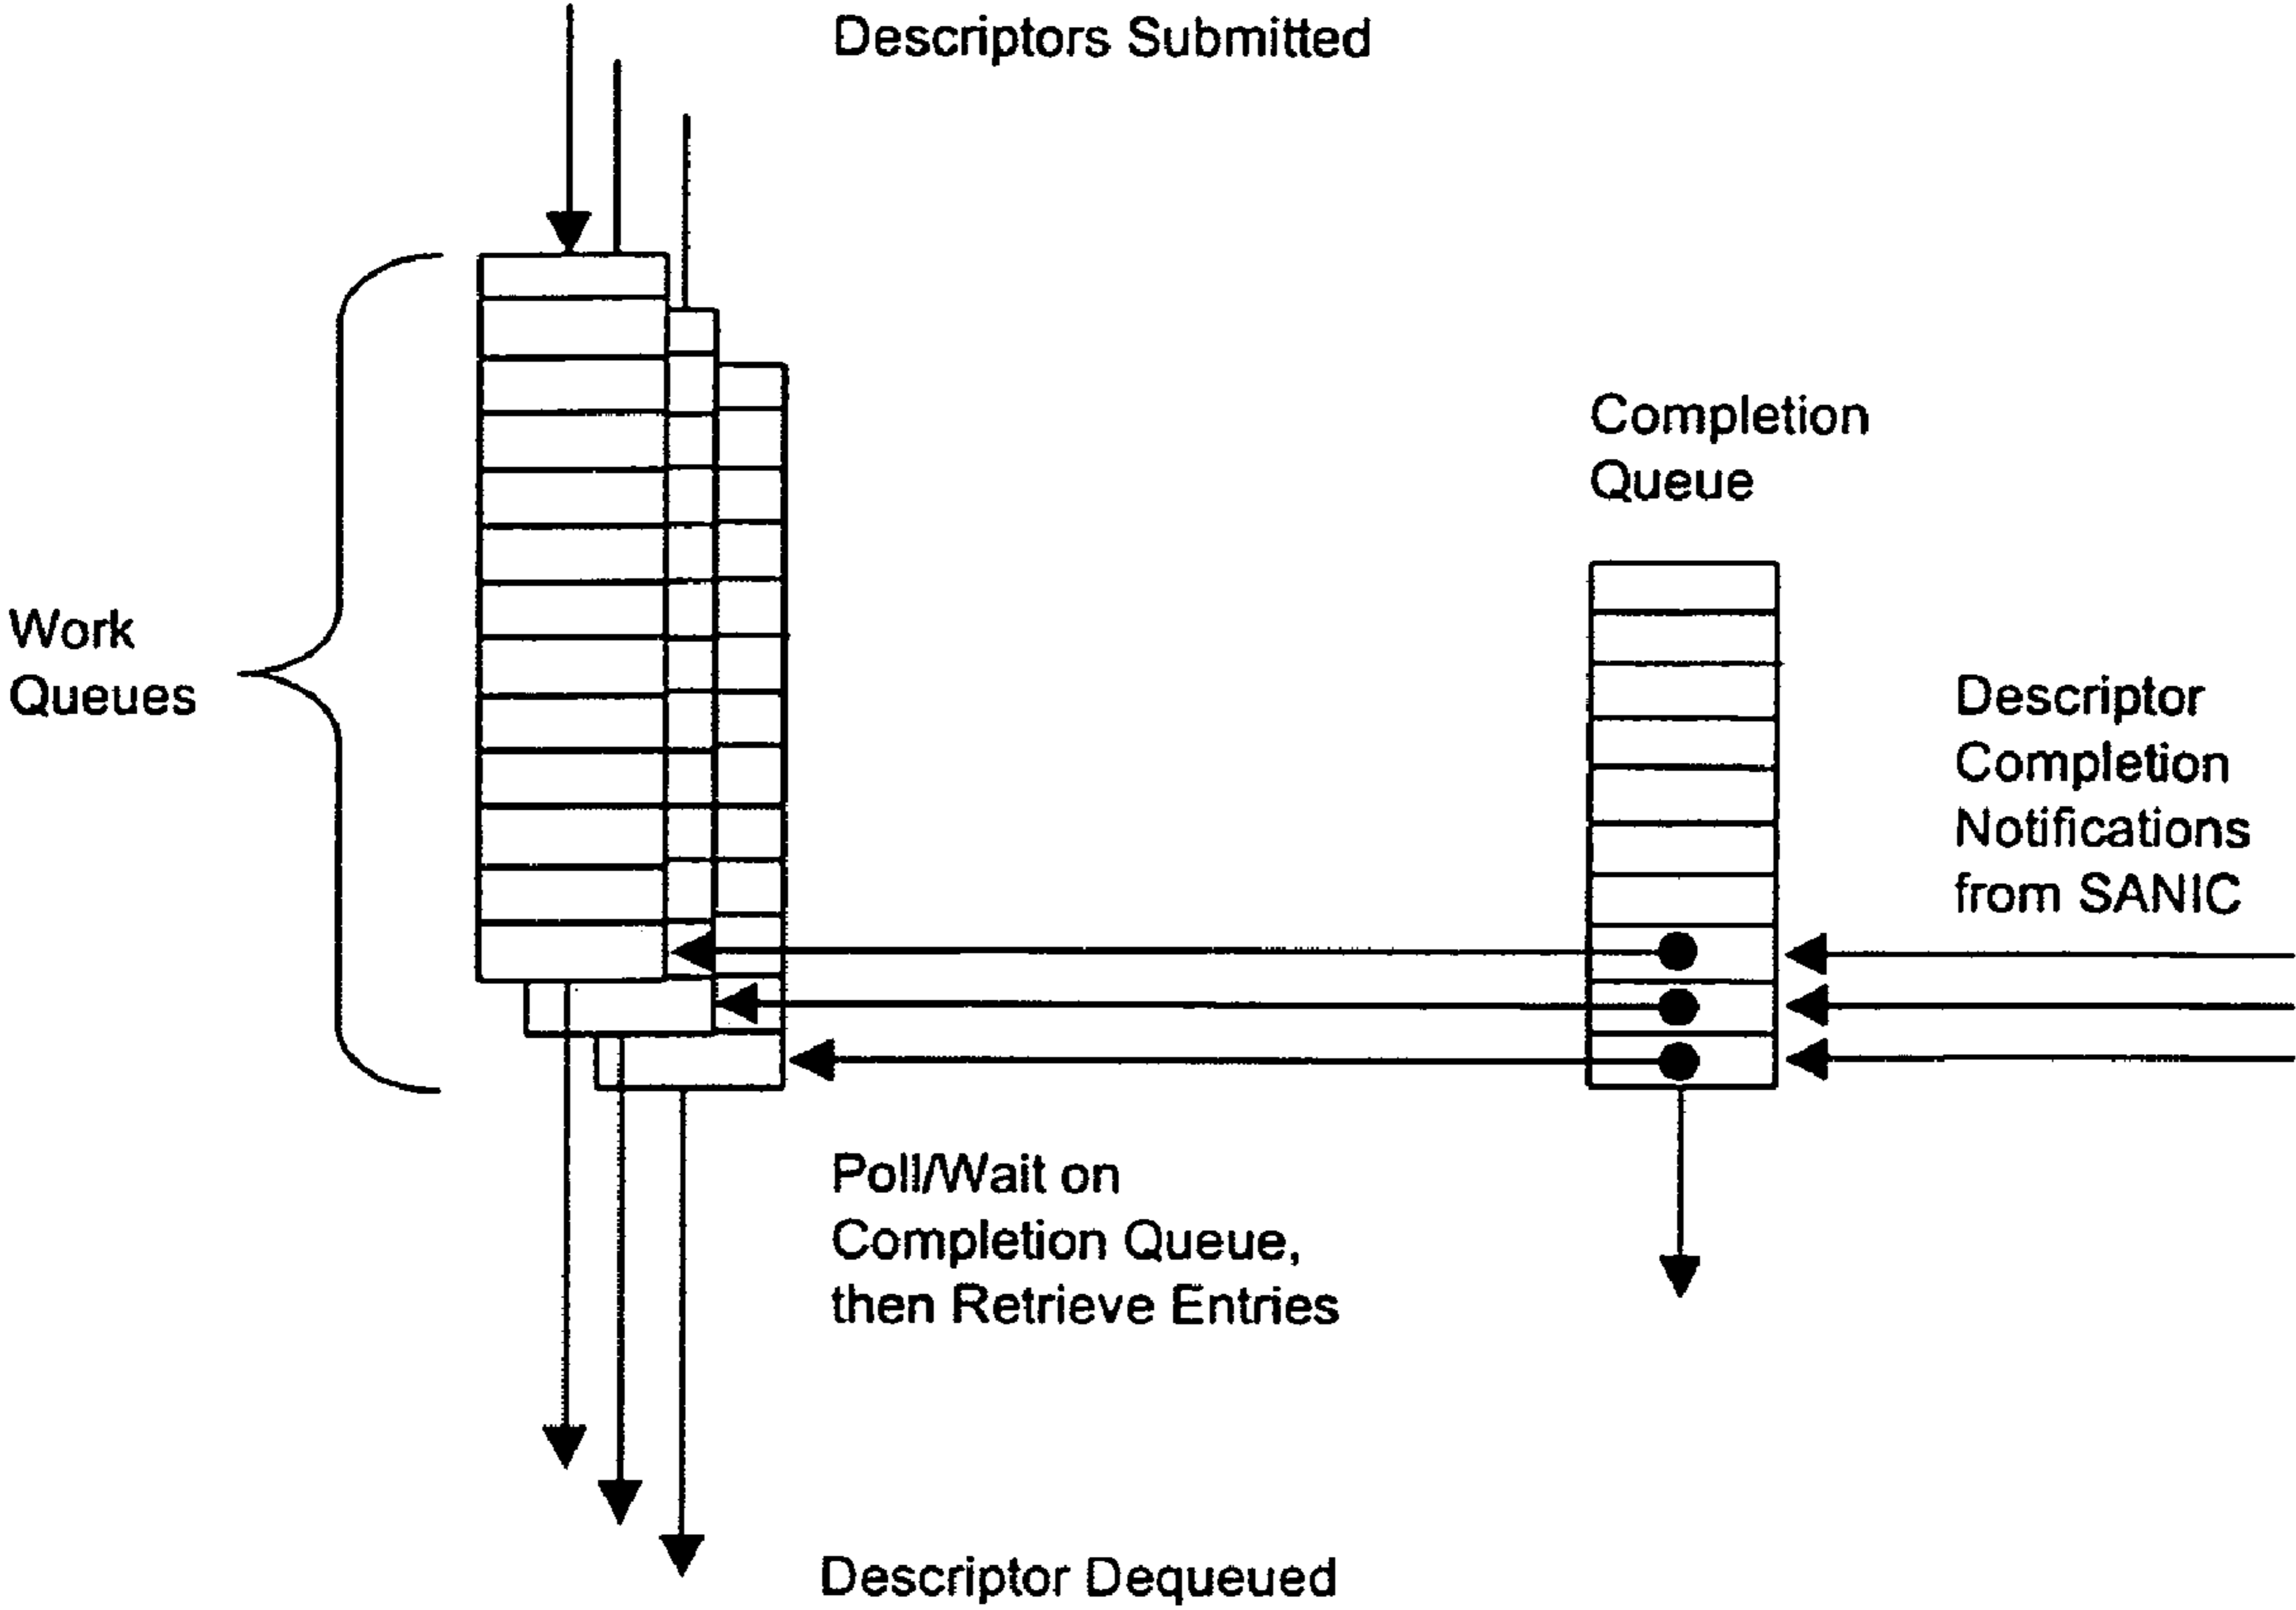 Descriptors Submitted
Completion
Queue
Work
Queues
Descriptor
Completion
Notifications
from SANIC
Poll/Wait on
Completion Queue,
then Retrieve Entries
Descriptor Dequeued